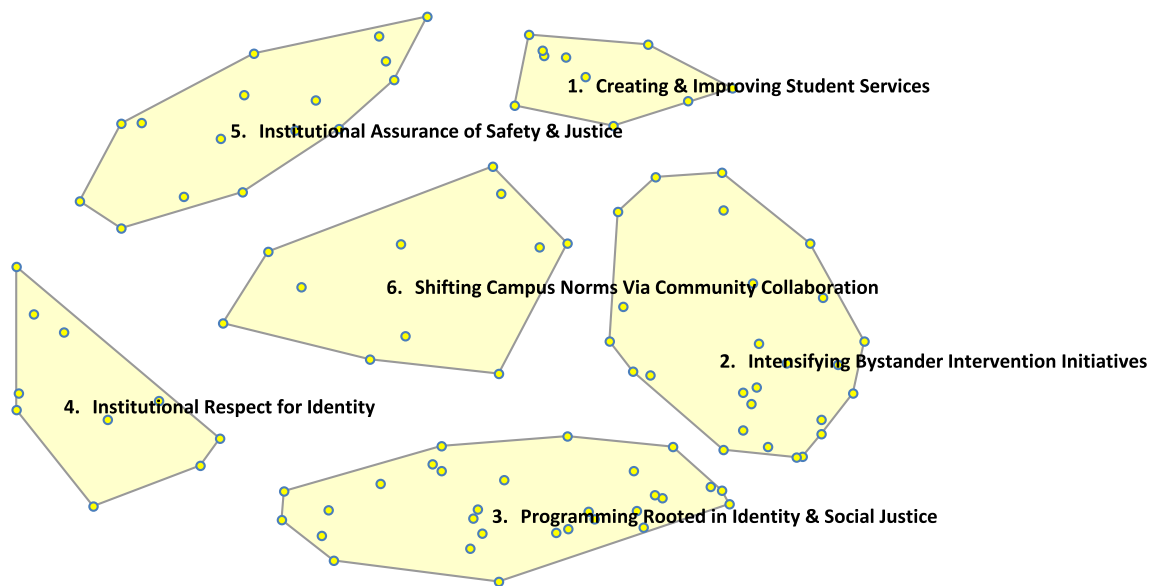 1. Creating & Improving Student Services
5. Institutional Assurance of Safety & Justice
6. Shifting Campus Norms Via Community Collaboration
2. Intensifying Bystander Intervention Initiatives
4. Institutional Respect for Identity
3. Programming Rooted in Identity & Social Justice